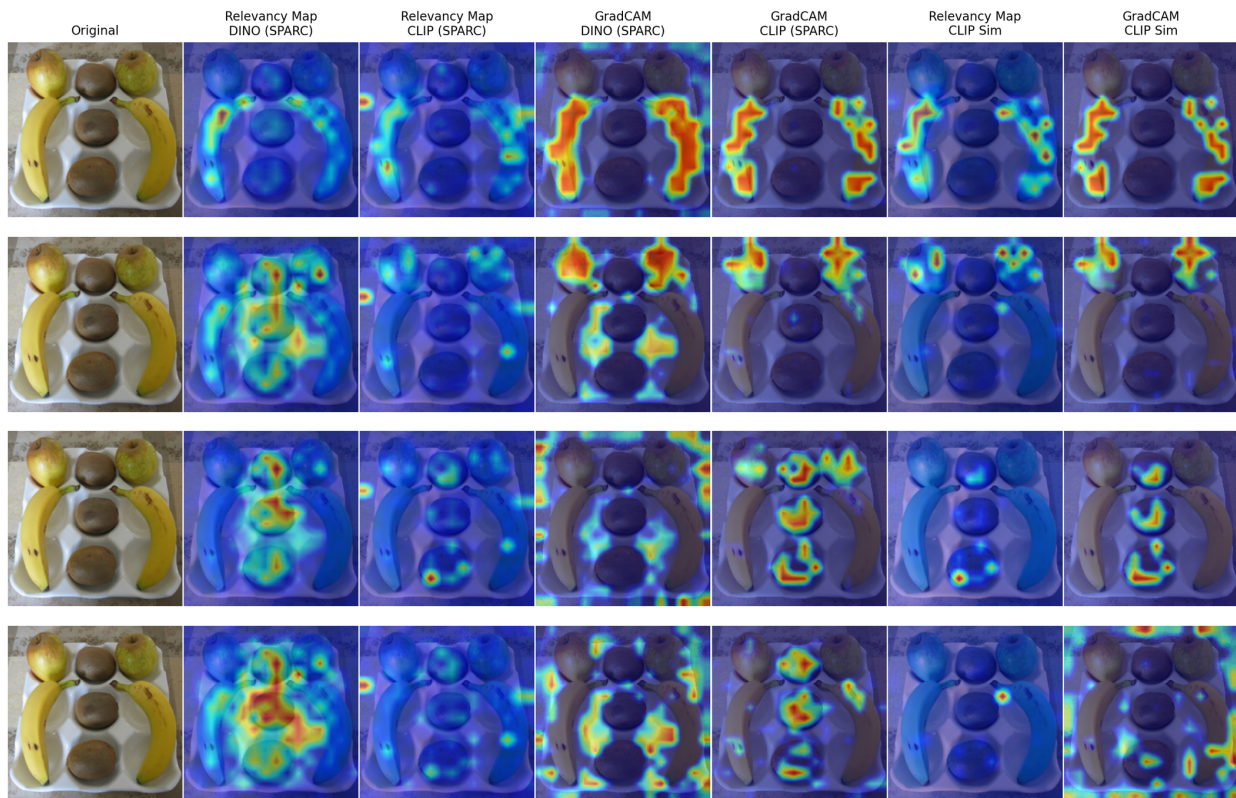 Original
Relevancy Map
DINO (SPARC)
Relevancy Map
CLIP (SPARC)
GradCAM
DINO (SPARC)
GradCAM
CLIP (SPARC)
Relevancy Map
CLIP Sim
GradCAM
CLIP Sim